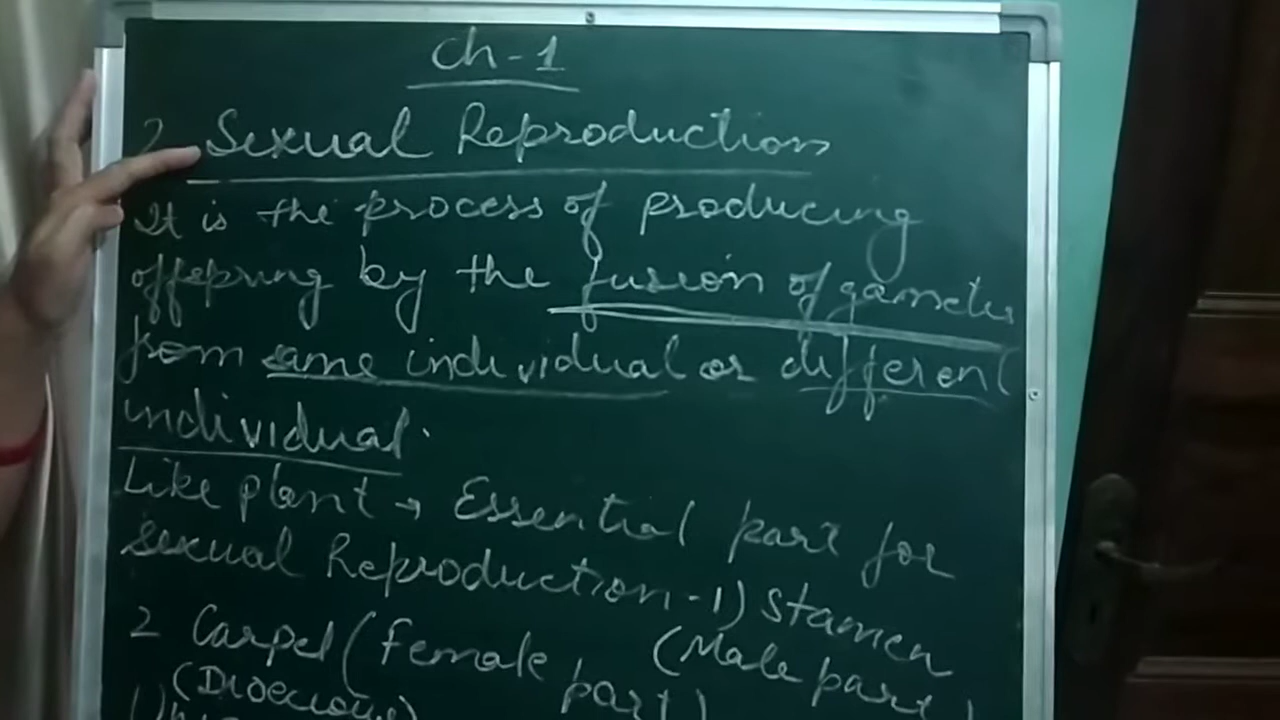 Ch-1
2 Sexual Reproduction
It is the process of producing
offspring by the fusion of gametes
from same individual or different
individual.
Like plant → Essential part for
Sexual Reproduction-1) Stamen
(Male part)
2 Carpel (female part)
(Dioecious)